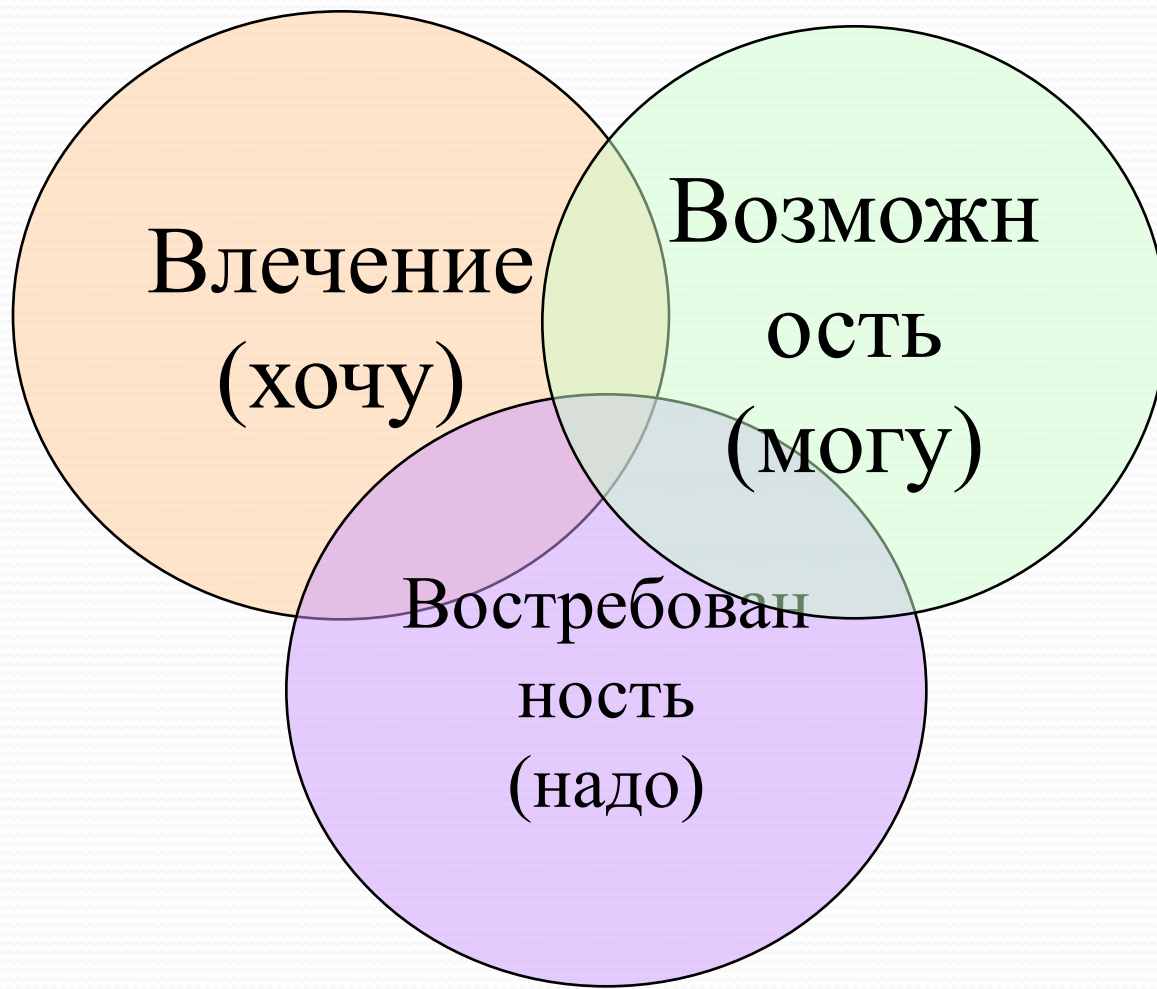 Влечение
(хочу)
Возможн
ость
(могу)
Востребован
ность
(надо)